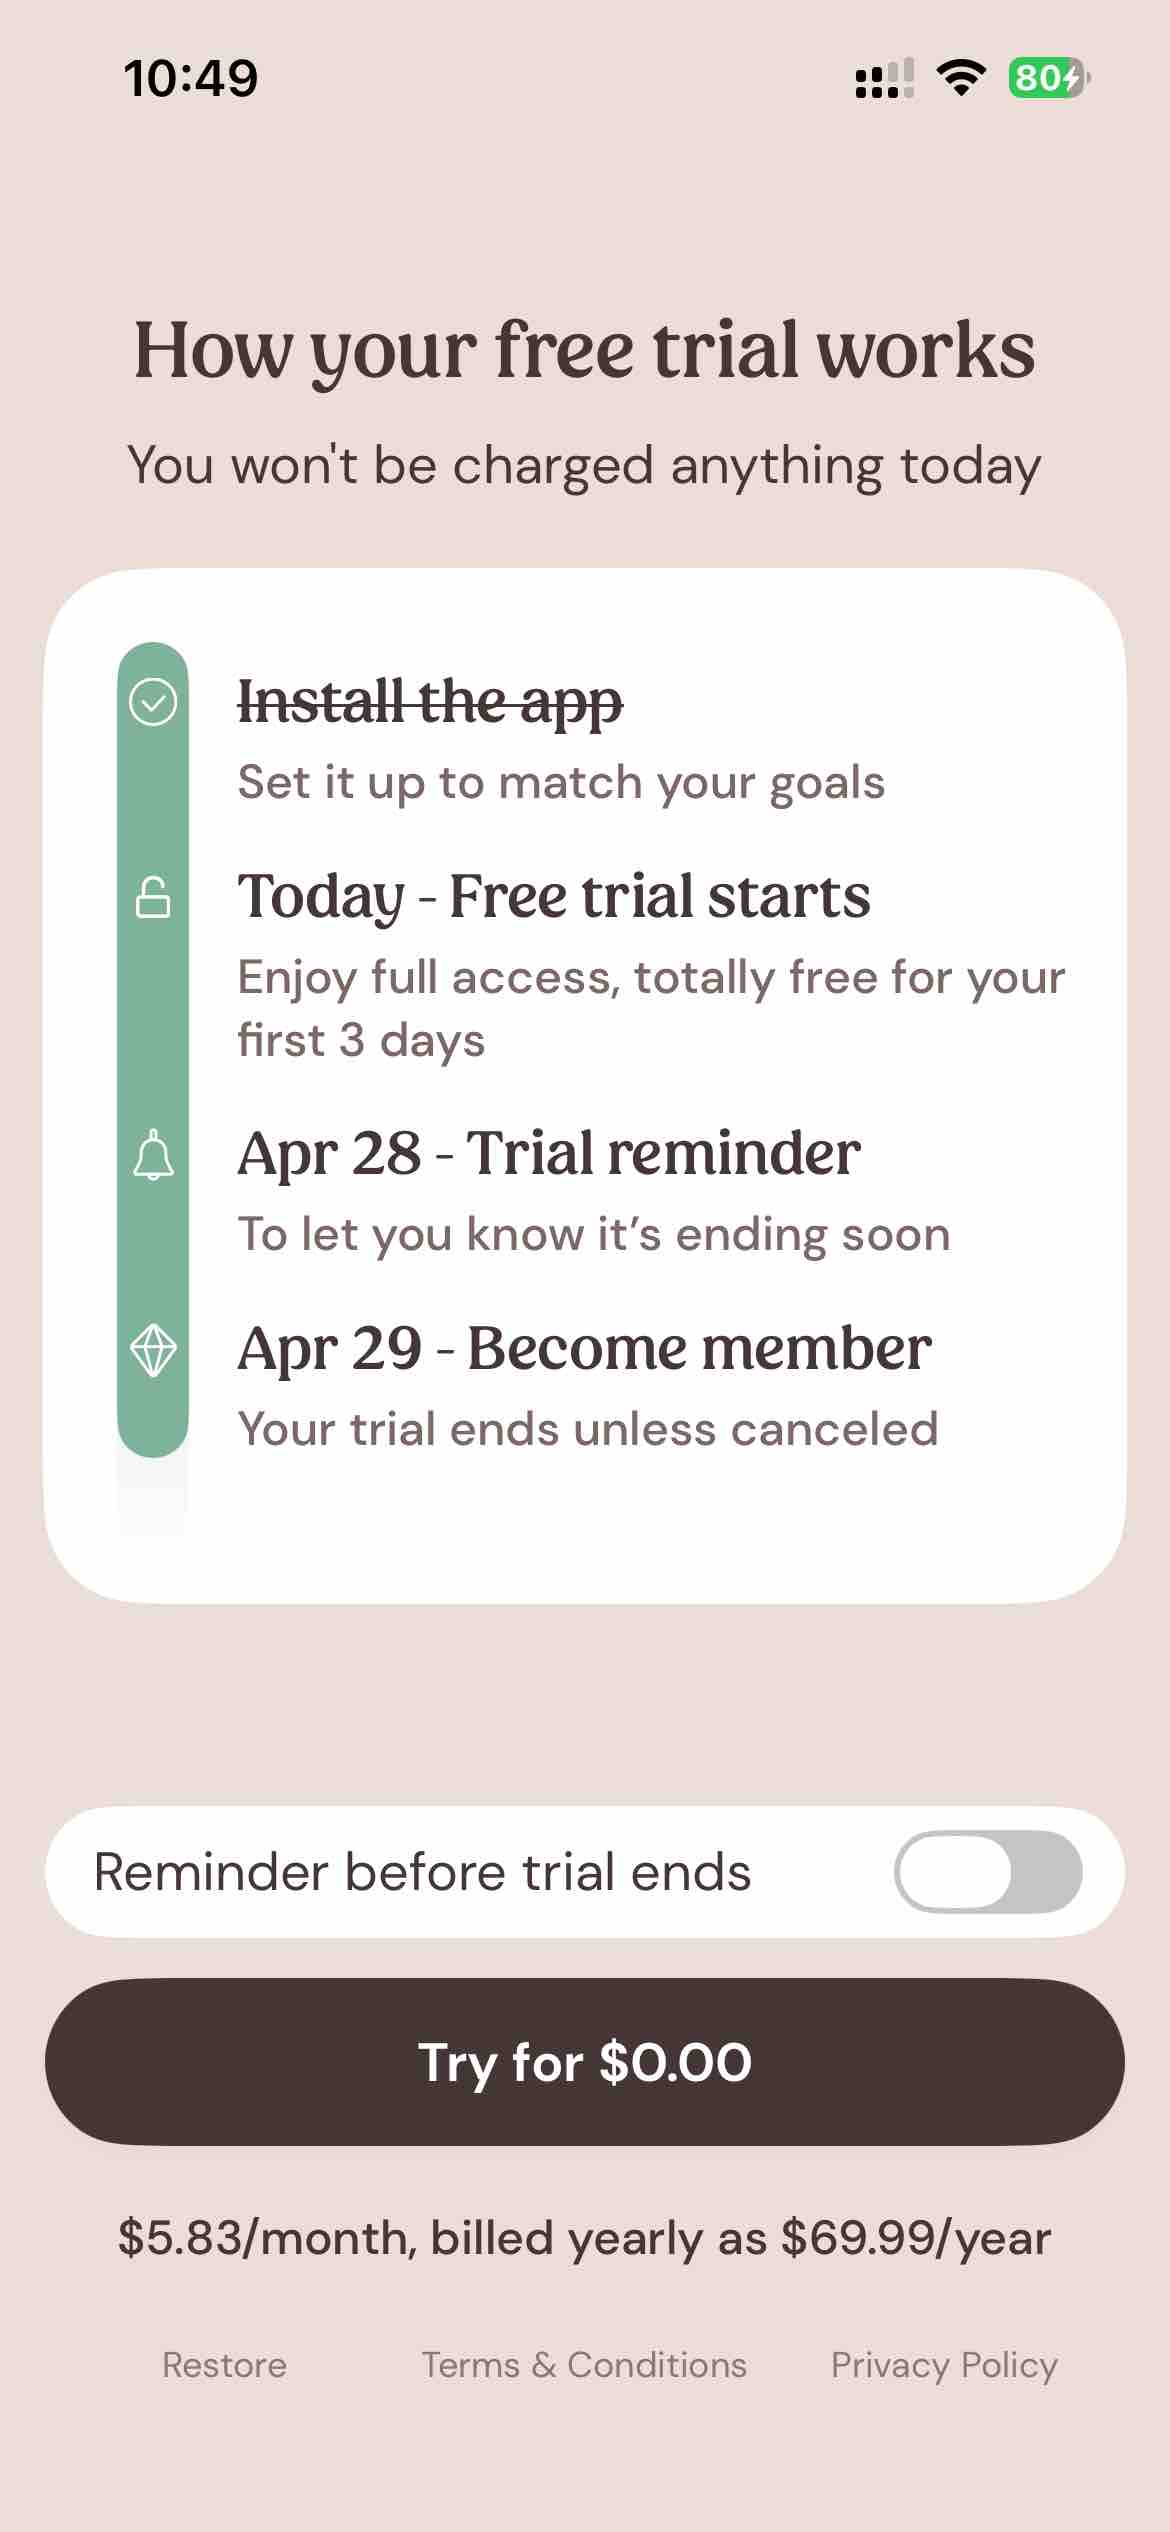 10:49
80
How your free trial works
You won't be charged anything today
Install the app
Set it up to match your goals
Today - Free trial starts
Enjoy full access, totally free for your
first 3 days
Apr 28 - Trial reminder
To let you know it’s ending soon
Apr 29 - Become member
Your trial ends unless canceled
Reminder before trial ends
Try for $0.00
$5.83/month, billed yearly as $69.99/year
Restore
Terms & Conditions
Privacy Policy